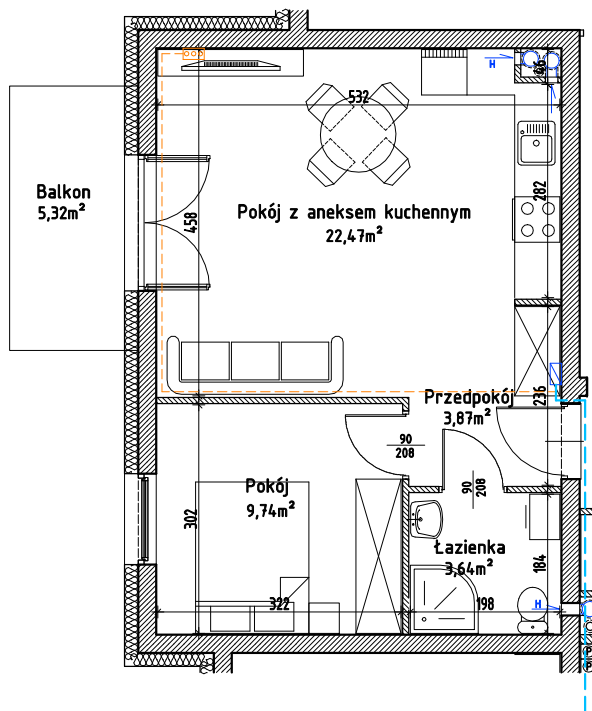 H
46
532
Balkon
5,32m²
458
Pokój z aneksem kuchennym
22,47m²
282
Przedpokój
3,87m²
236
90
208
90
208
Pokój
9,74m²
302
Łazienka
3,64m²
184
322
198
H